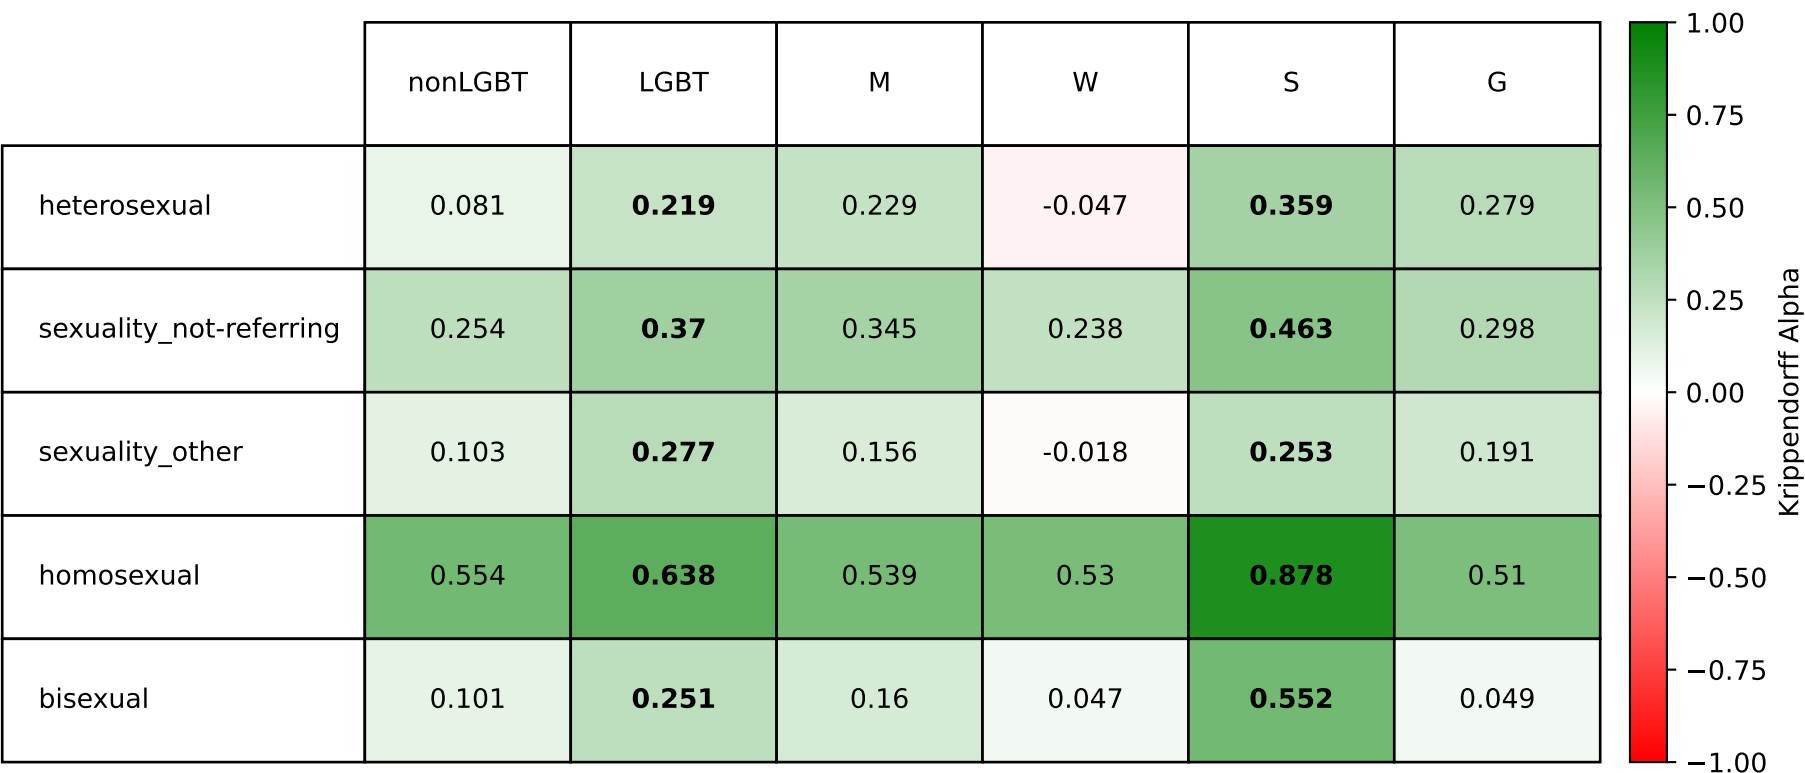 nonLGBT LGBT M W S G
heterosexual 0.081 0.219 0.229 -0.047 0.359 0.279
sexuality_not-referring 0.254 0.37 0.345 0.238 0.463 0.298
sexuality_other 0.103 0.277 0.156 -0.018 0.253 0.191
homosexual 0.554 0.638 0.539 0.53 0.878 0.51
bisexual 0.101 0.251 0.16 0.047 0.552 0.049
1.00
0.75
0.50
0.25
0.00
−0.25
−0.50
−0.75
−1.00
Krippendorff Alpha